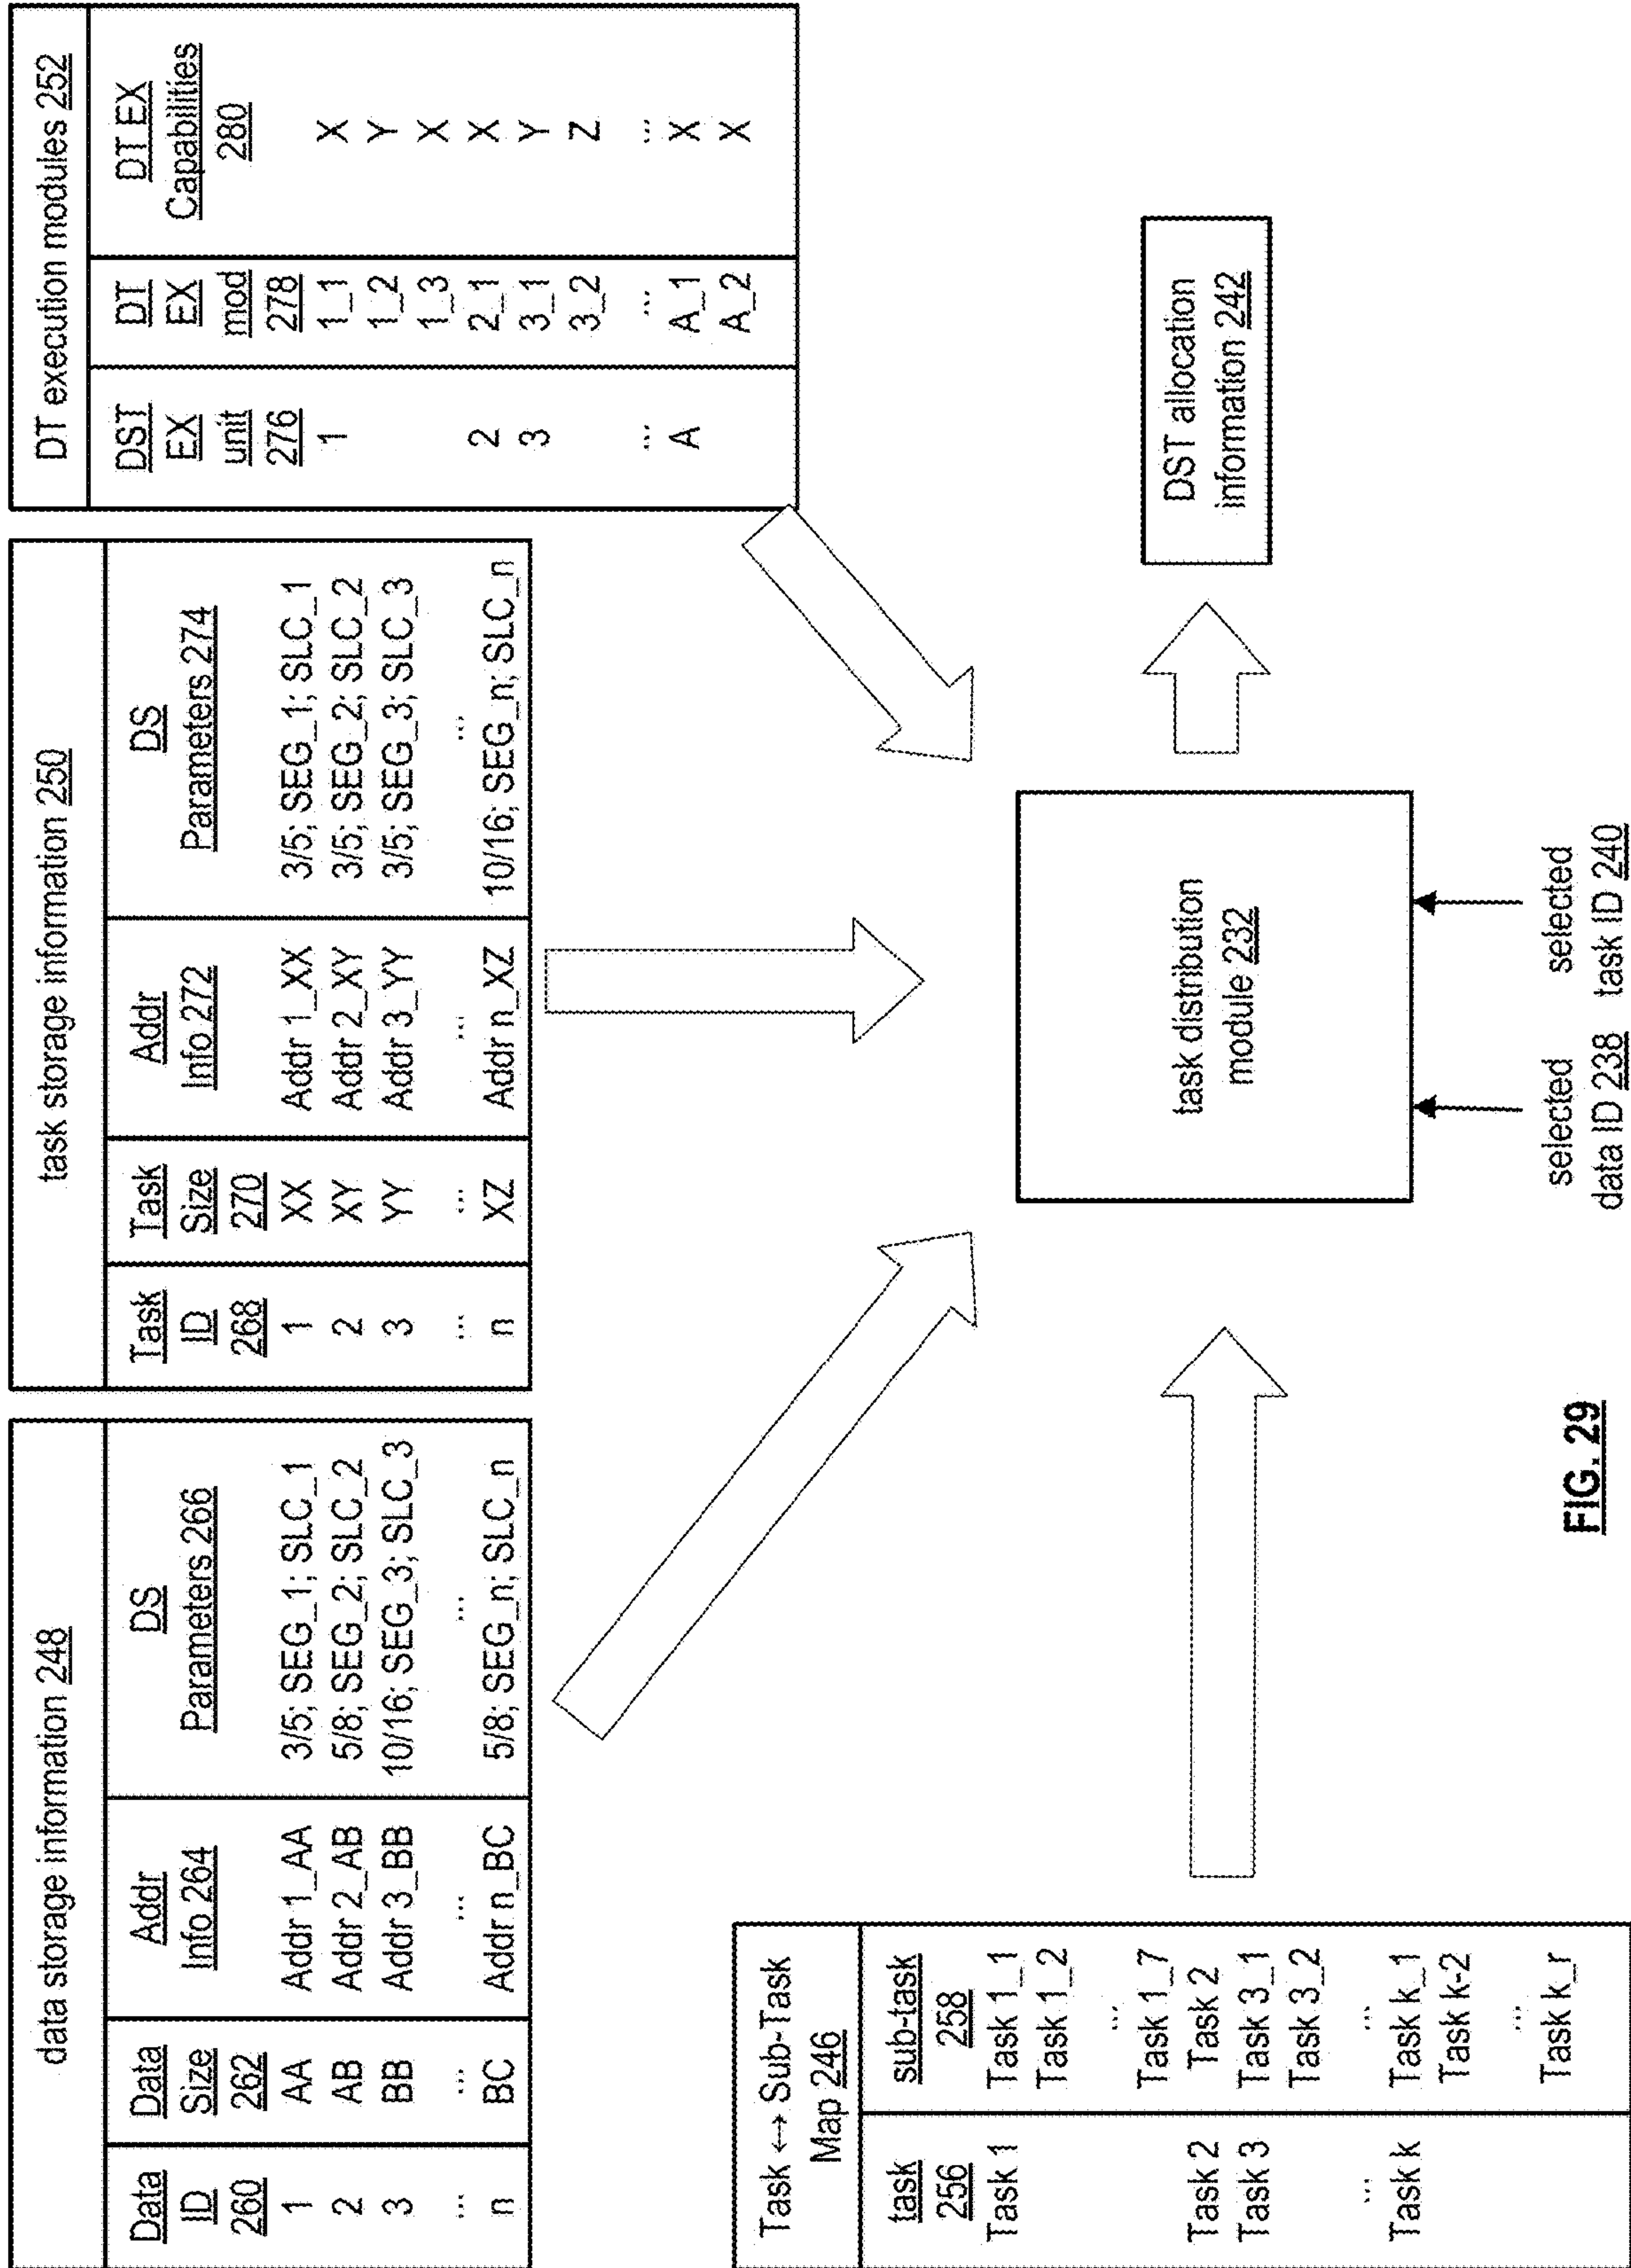 data storage information 248
Data ID 260 Data Size 262 Addr Info 264 DS Parameters 266
1 AA Addr 1_AA 3/5; SEG_1; SLC_1
2 AB Addr 2_AB 5/8; SEG_2; SLC_2
3 BB Addr 3_BB 10/16; SEG_3; SLC_3
... ... ... ...
n BC Addr n_BC 5/8; SEG_n; SLC_n
task storage information 250
Task ID 268 Task Size 270 Addr Info 272 DS Parameters 274
1 XX Addr 1_XX 3/5; SEG_1; SLC_1
2 XY Addr 2_XY 3/5; SEG_2; SLC_2
3 YY Addr 3_YY 3/5; SEG_3; SLC_3
... ... ... ...
n XZ Addr n_XZ 10/16; SEG_n; SLC_n
DT execution modules 252
DST EX unit 276 DT EX mod 278 DT EX Capabilities 280
1 1_1 X
1_2 Y
1_3 X
2 2_1 X
3 3_1 Y
3_2 Z
... ... ...
A A_1 X
A_2 X
Task ↔ Sub-Task
Map 246
task 256 sub-task 258
Task 1 Task 1_1
Task 1_2
...
Task 1_7
Task 2 Task 2
Task 3 Task 3_1
Task 3_2
... ...
Task k Task k_1
Task k-2
...
Task k_r
task distribution
module 232
selected
data ID 238
selected
task ID 240
DST allocation
information 242
FIG. 29